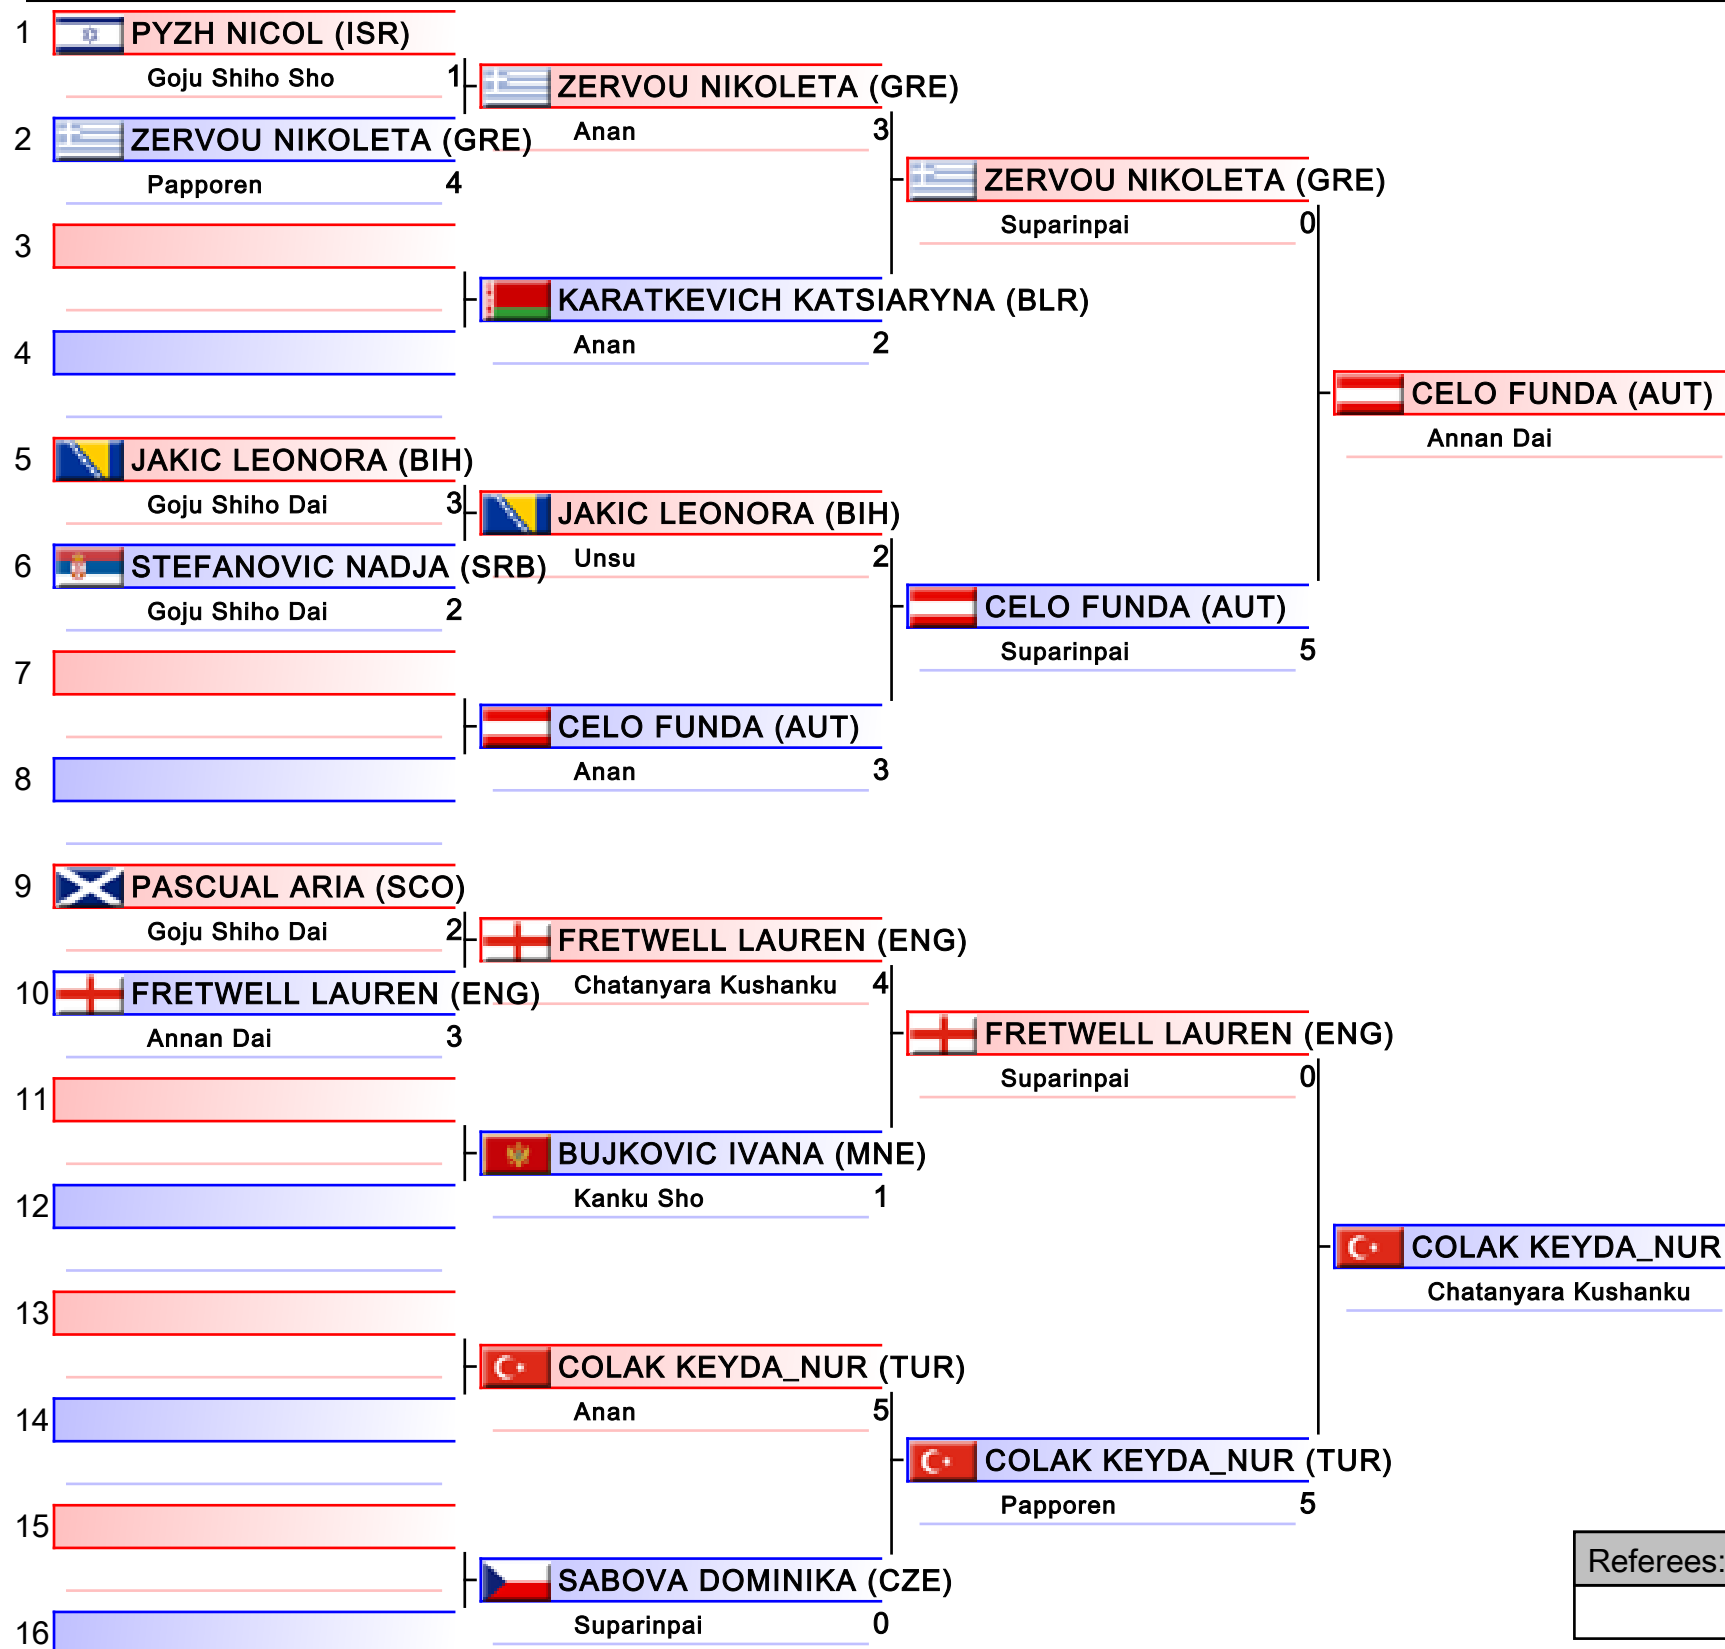 1 PYZH NICOL (ISR)
Goju Shiho Sho 1
2 ZERVOU NIKOLETA (GRE)
Papporen 4
3
4
5 JAKIC LEONORA (BIH)
Goju Shiho Dai 3
6 STEFANOVIC NADJA (SRB)
Goju Shiho Dai 2
7
8
9 PASCUAL ARIA (SCO)
Goju Shiho Dai 2
10 FRETWELL LAUREN (ENG)
Annan Dai 3
11
12
13
14
15
16
ZERVOU NIKOLETA (GRE)
Anan 3
KARATKEVICH KATSIARYNA (BLR)
Anan 2
JAKIC LEONORA (BIH)
Unsu 2
CELO FUNDA (AUT)
Anan 3
FRETWELL LAUREN (ENG)
Chatanyara Kushanku 4
BUJKOVIC IVANA (MNE)
Kanku Sho 1
COLAK KEYDA_NUR (TUR)
Anan 5
SABOVA DOMINIKA (CZE)
Suparinpai 0
ZERVOU NIKOLETA (GRE)
Suparinpai 0
CELO FUNDA (AUT)
Suparinpai 5
FRETWELL LAUREN (ENG)
Suparinpai 0
COLAK KEYDA_NUR (TUR)
Papporen 5
CELO FUNDA (AUT)
Annan Dai
COLAK KEYDA_NUR
Chatanyara Kushanku
Referees: